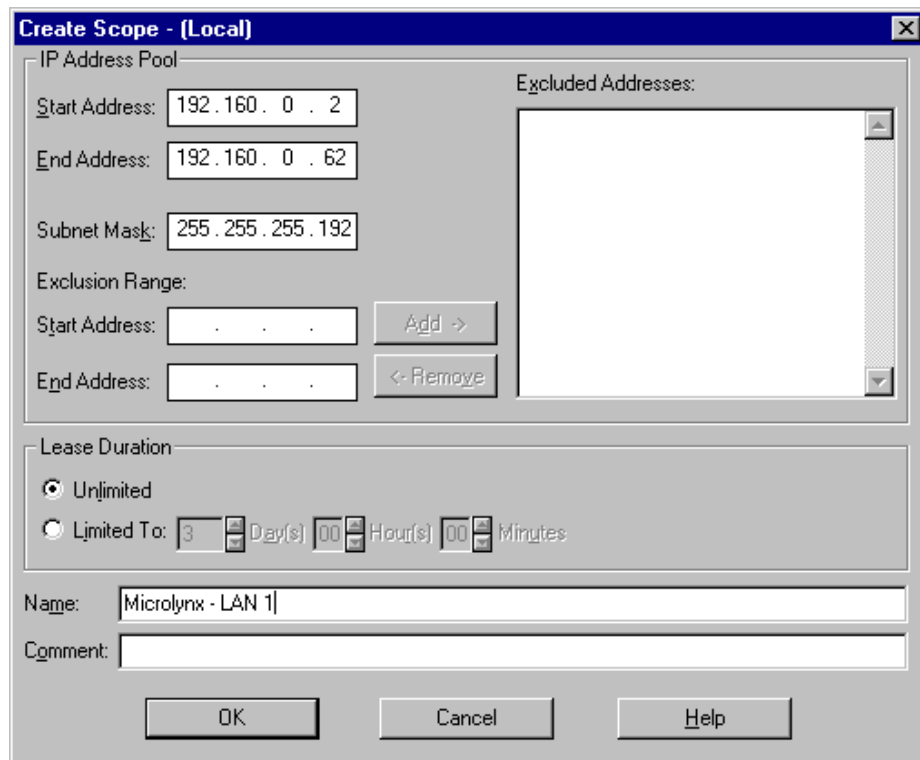 Create Scope - (Local)
IP Address Pool
Start Address: 192 . 160 . 0 . 2
End Address: 192 . 160 . 0 . 62
Subnet Mask: 255 . 255 . 255 . 192
Exclusion Range:
Start Address: . . . Add ->
End Address: . . . <- Remove
Excluded Addresses:
Lease Duration
Unlimited
Limited To: 3 Day(s) 00 Hour(s) 00 Minutes
Name: Microlynx - LAN 1
Comment:
OK Cancel Help